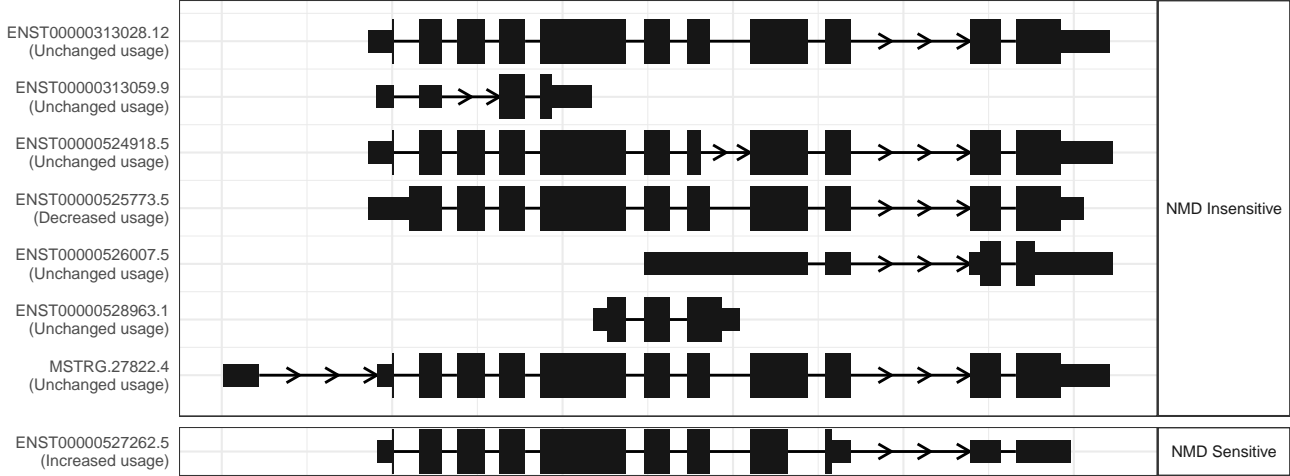 ENST00000313028.12
(Unchanged usage)
ENST00000313059.9
(Unchanged usage)
ENST00000524918.5
(Unchanged usage)
ENST00000525773.5
(Decreased usage)
ENST00000526007.5
(Unchanged usage)
ENST00000528963.1
(Unchanged usage)
MSTRG.27822.4
(Unchanged usage)
NMD Insensitive
ENST00000527262.5
(Increased usage)
NMD Sensitive